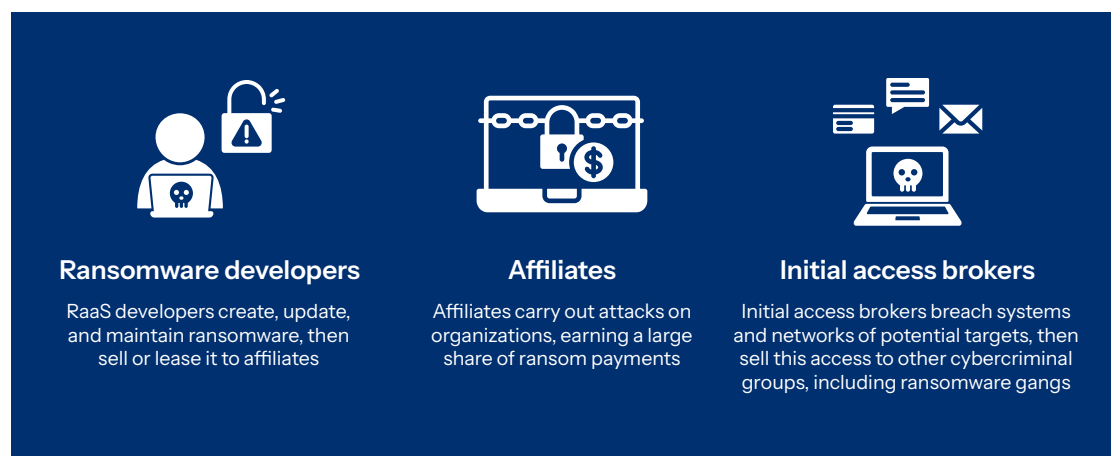 Ransomware developers
RaaS developers create, update,
and maintain ransomware, then
sell or lease it to affiliates
Affiliates
Affiliates carry out attacks on
organizations, earning a large
share of ransom payments
Initial access brokers
Initial access brokers breach systems
and networks of potential targets, then
sell this access to other cybercriminal
groups, including ransomware gangs
$